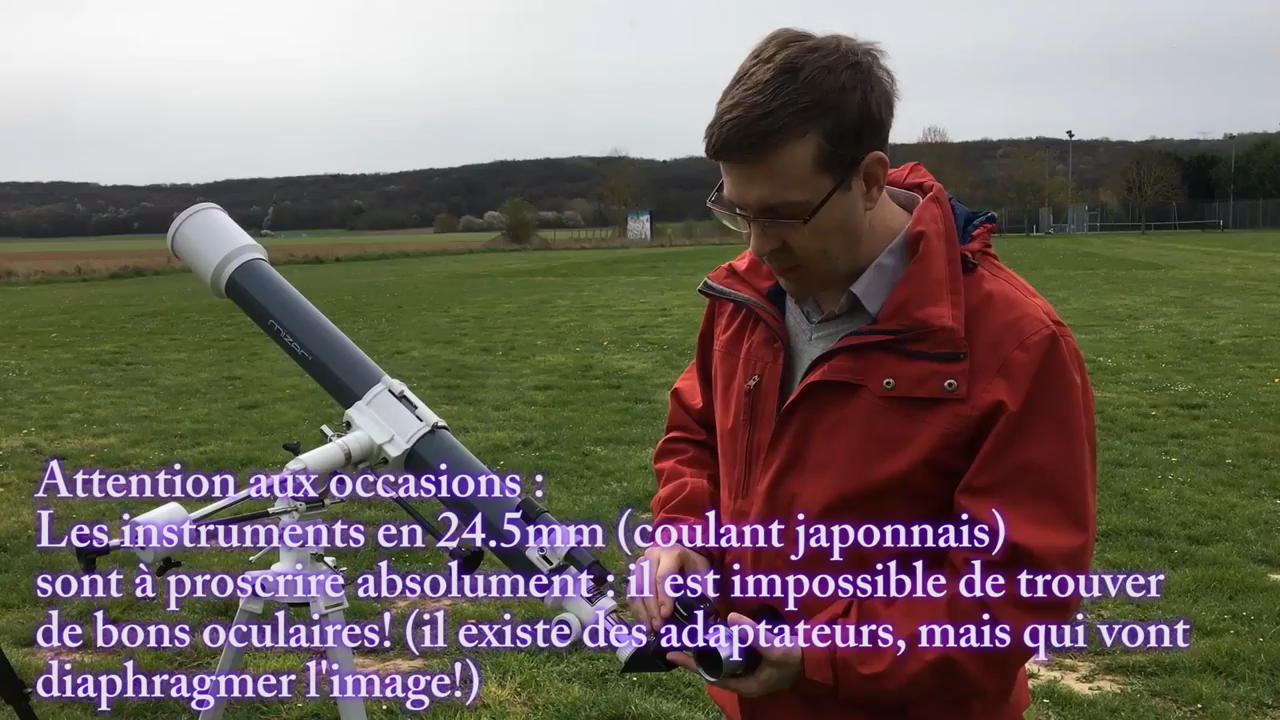 mizar
Attention aux occasions :
Les instruments en 24.5mm (coulant japonnais)
sont à proscrire absolument : il est impossible de trouver
de bons oculaires! (il existe des adaptateurs, mais qui vont
diaphragmer l'image!)